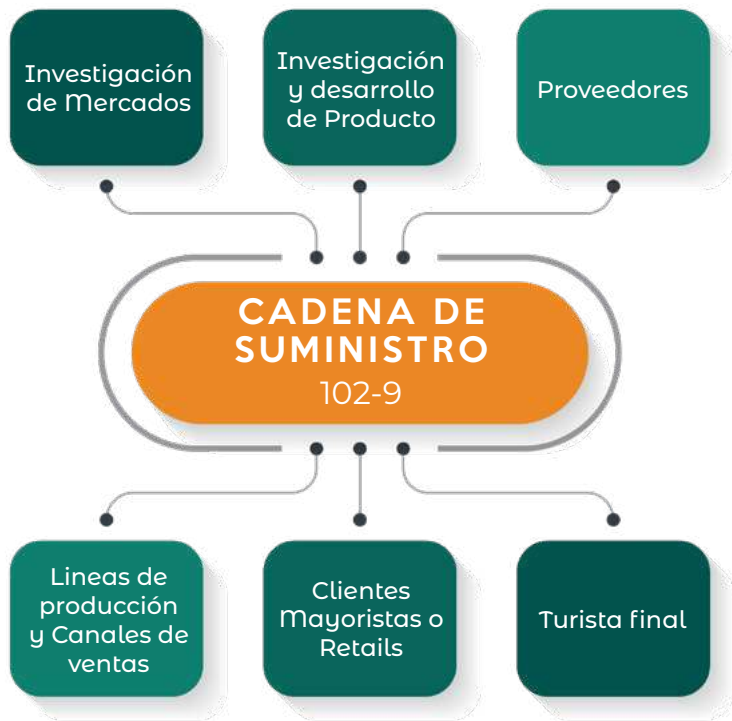 Investigación
de Mercados
Investigación
y desarrollo
de Producto
Proveedores
CADENA DE
SUMINISTRO
102-9
Lineas de
producción
y Canales de
ventas
Clientes
Mayoristas o
Retails
Turista final